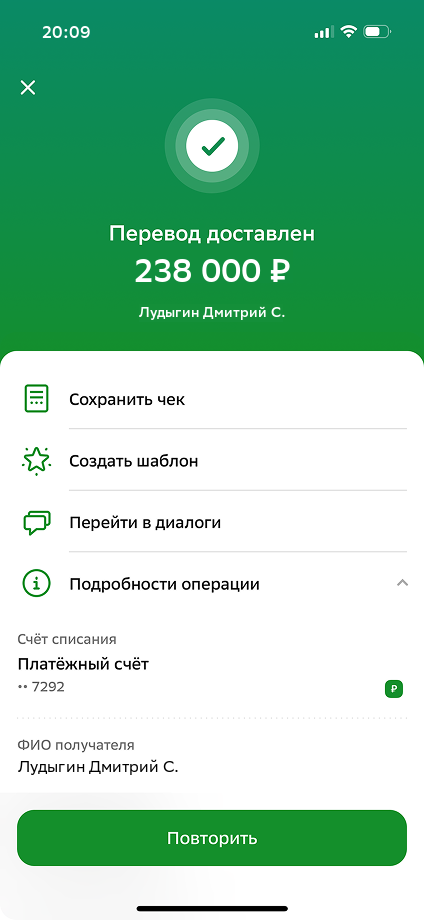 20:09
Перевод доставлен
238 000 ₽
Лудыгин Дмитрий С.
Сохранить чек
Создать шаблон
Перейти в диалоги
Подробности операции
Счёт списания
Платёжный счёт
•• 7292
₽
ФИО получателя
Лудыгин Дмитрий С.
Повторить